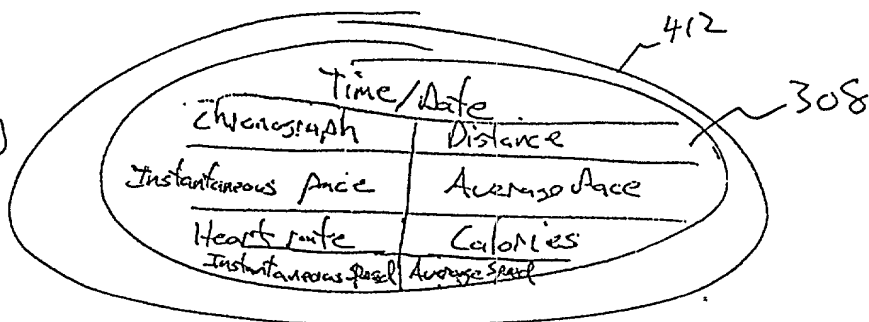 412
308
Time/Date
Chronograph Distance
Instantaneous Pace Average Pace
Heart rate Calories
Instantaneous Speed Average Speed